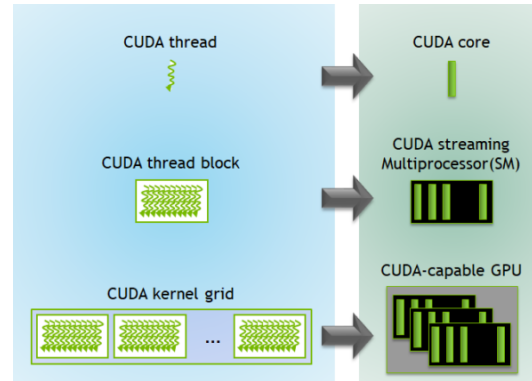 CUDA thread
CUDA core
CUDA thread block
CUDA streaming
Multiprocessor(SM)
CUDA kernel grid
CUDA-capable GPU
...